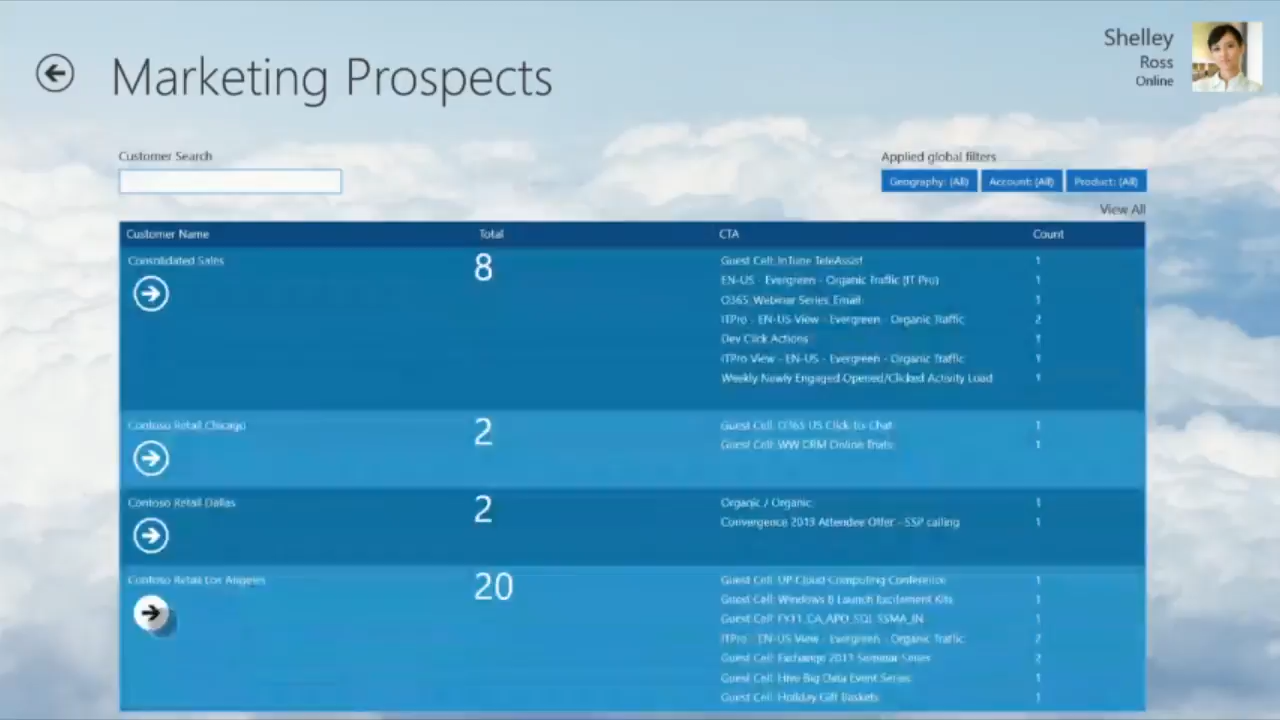 Marketing Prospects
Shelley
Ross
Online
Customer Search
Applied global filters
Geography: (All) Account: (All) Product: (All)
View All
Customer Name Total CTA Count
Consolidated Sales 8 Guest Cell: InTune TeleAssist 1
EN-US - Evergreen - Organic Traffic (IT Pro) 1
O365 Webinar Series Email 1
ITPro - EN-US View - Evergreen - Organic Traffic 2
Dev Click Actions 1
ITPro View - EN-US - Evergreen - Organic Traffic 1
Weekly Newly Engaged Opened/Clicked Activity Load 1
Contoso Retail Chicago 2 Guest Cell: O365 US Click-to-Chat 1
Guest Cell: WW CRM Online Trials 1
Contoso Retail Dallas 2 Organic / Organic 1
Convergence 2013 Attendee Offer - SSP calling 1
Contoso Retail Los Angeles 20 Guest Cell: UP Cloud Computing Conference 1
Guest Cell: Windows 8 Launch Excitement Kits 1
Guest Cell: FY11_CA_APO_SQL_SSMA_IN 1
ITPro - EN-US View - Evergreen - Organic Traffic 2
Guest Cell: Exchange 2013 Seminar Series 2
Guest Cell: Hive Big Data Event Series 1
Guest Cell: Holiday Gift Baskets 1